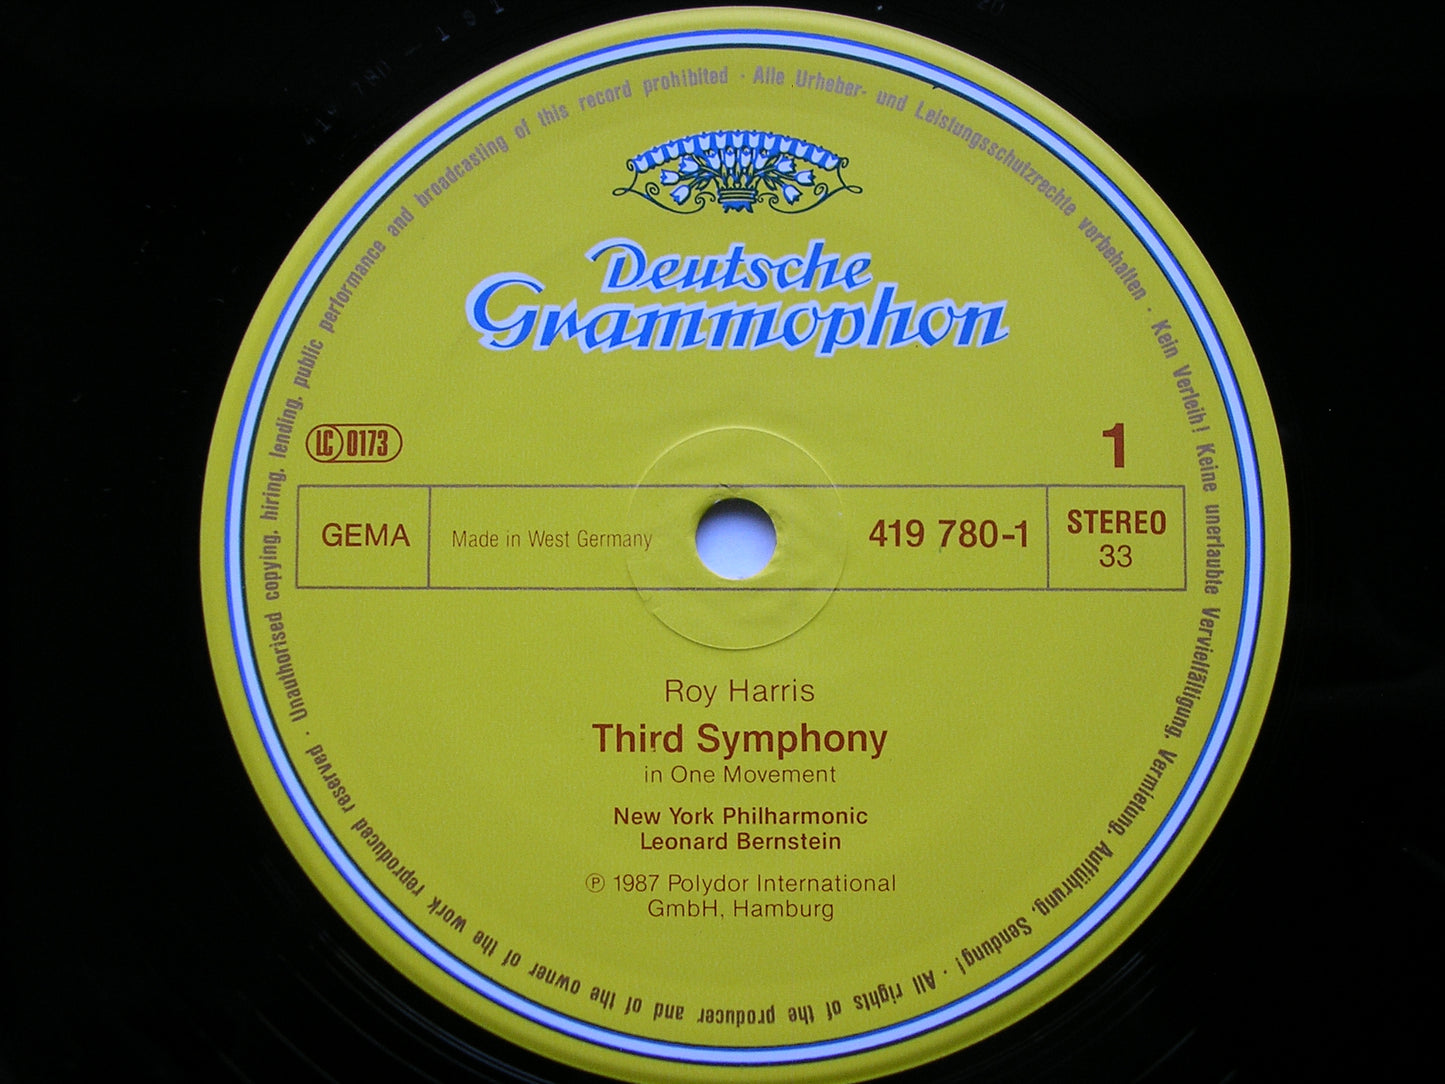 Deutsche
Grammophon
LC 0173
1
GEMA
Made in West Germany
419 780-1
STEREO
33
Roy Harris
Third Symphony
in One Movement
New York Philharmonic
Leonard Bernstein
℗ 1987 Polydor International
GmbH, Hamburg
Alle Urheber- und Leistungsschutzrechte vorbehalten · Kein Verleih! Keine unerlaubte Vervielfältigung, Vermietung, Aufführung, Sendung! · All rights of the producer and of the owner of the work reproduced reserved · Unauthorised copying, hiring, lending, public performance and broadcasting of this record prohibited ·